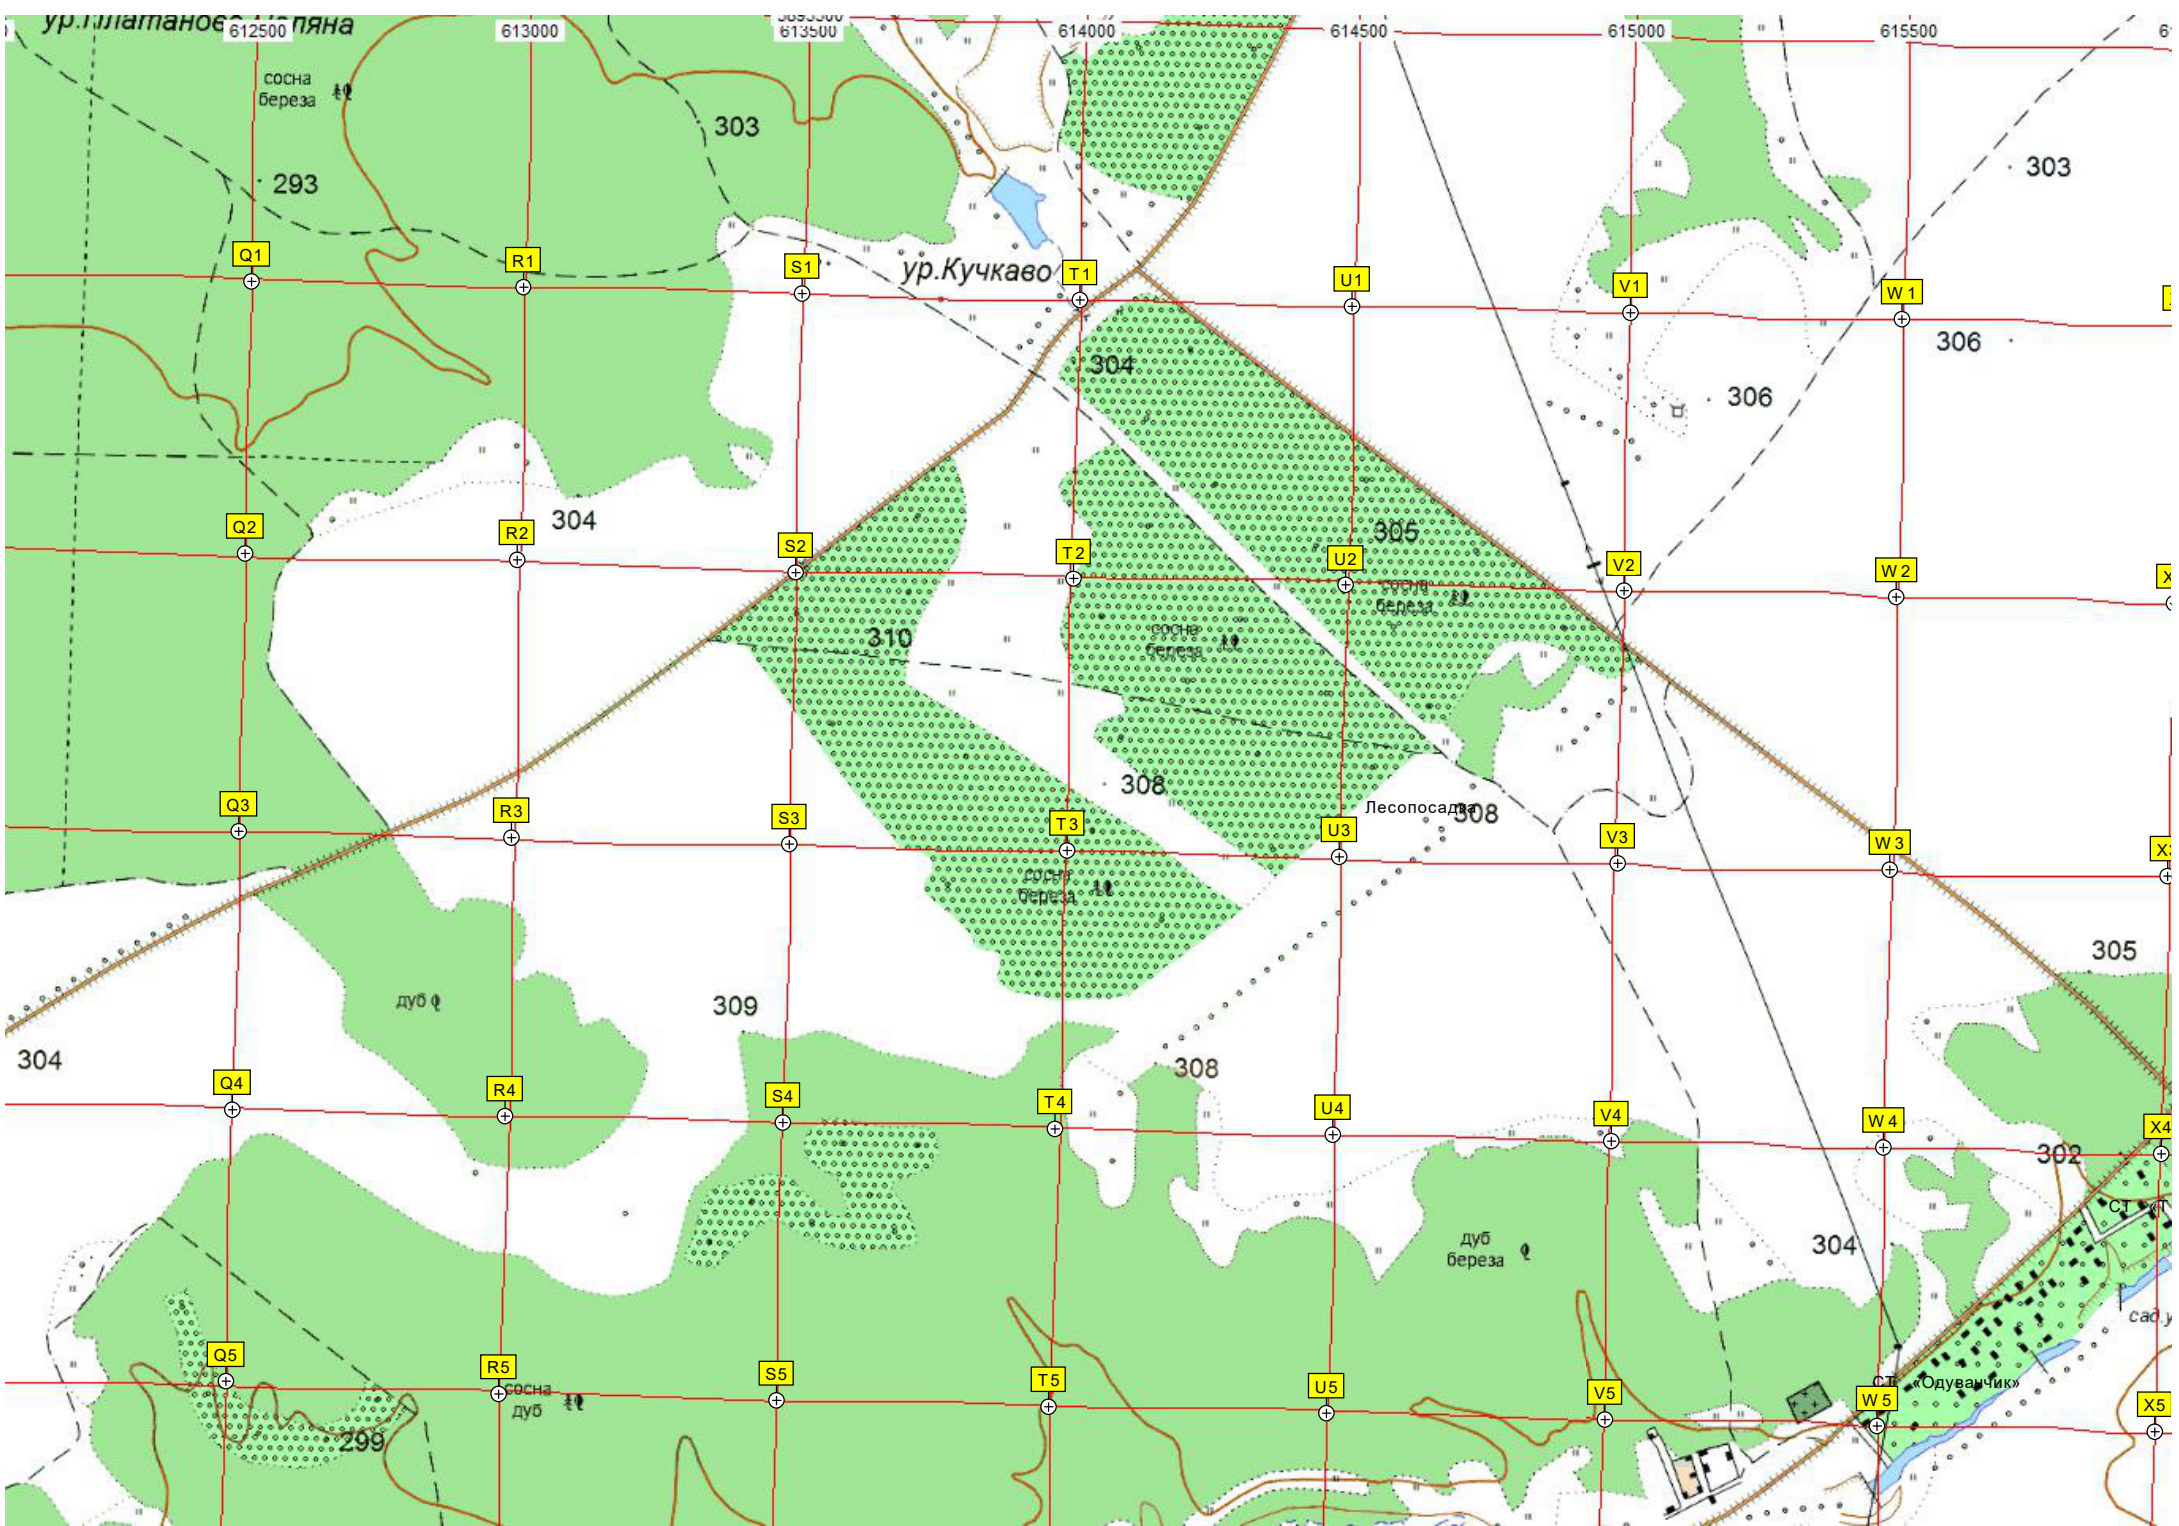 612500
613000
613500
614000
614500
615000
615500
сосна
береза
303
293
303
Q1
R1
S1
ур.Кучкаво
T1
U1
V1
W1
306
304
306
304
305
Q2
R2
S2
T2
U2
V2
W2
сосна
береза
310
сосна
береза
308
Лесопосадка
308
Q3
R3
S3
T3
U3
V3
W3
сосна
береза
305
дуб
309
304
308
Q4
R4
S4
T4
U4
V4
W4
X4
302
СТ «Т
304
дуб
береза
сад.у
Q5
R5
S5
T5
U5
V5
W5
X5
сосна
дуб
СТ «Одуванчик»
299